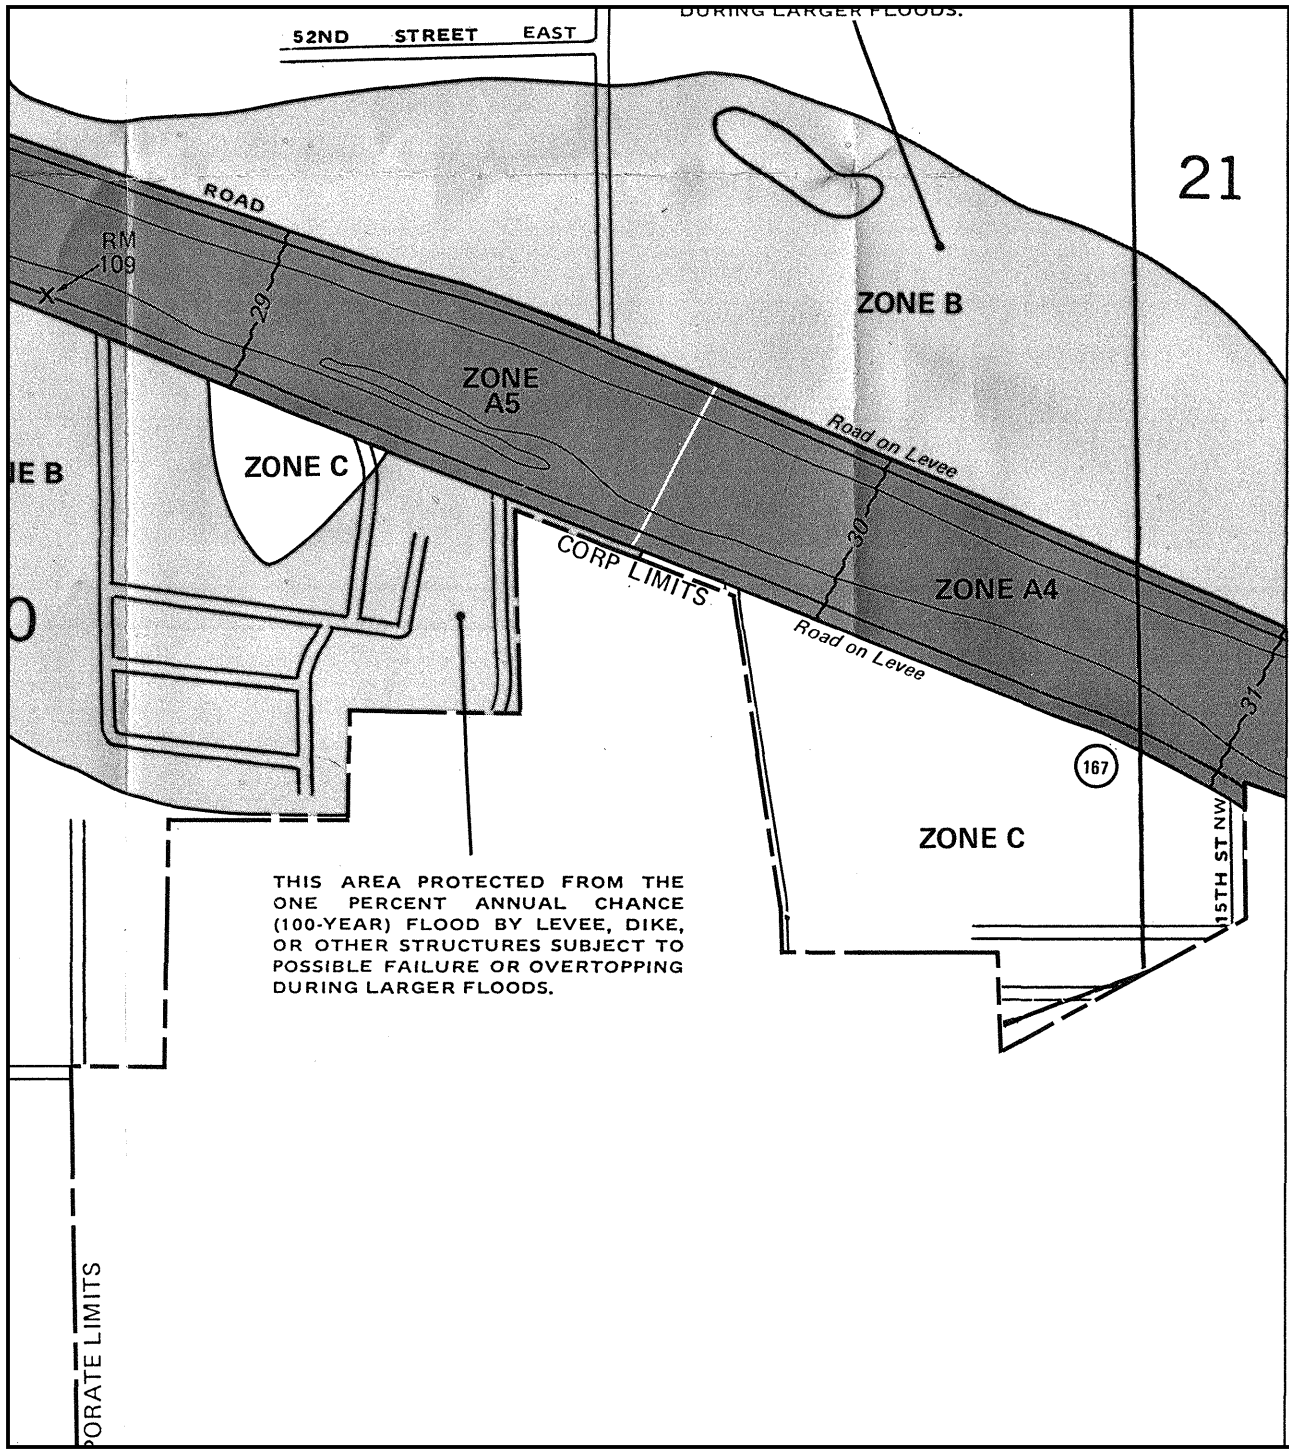 DURING LARGER FLOODS.
52ND STREET EAST
21
ROAD
RM
109
29
ZONE B
ZONE
A5
Road on Levee
ZONE C
IE B
30
CORP LIMITS
ZONE A4
0
Road on Levee
31
167
15TH ST NW
ZONE C
THIS AREA PROTECTED FROM THE
ONE PERCENT ANNUAL CHANCE
(100-YEAR) FLOOD BY LEVEE, DIKE,
OR OTHER STRUCTURES SUBJECT TO
POSSIBLE FAILURE OR OVERTOPPING
DURING LARGER FLOODS.
PORATE LIMITS